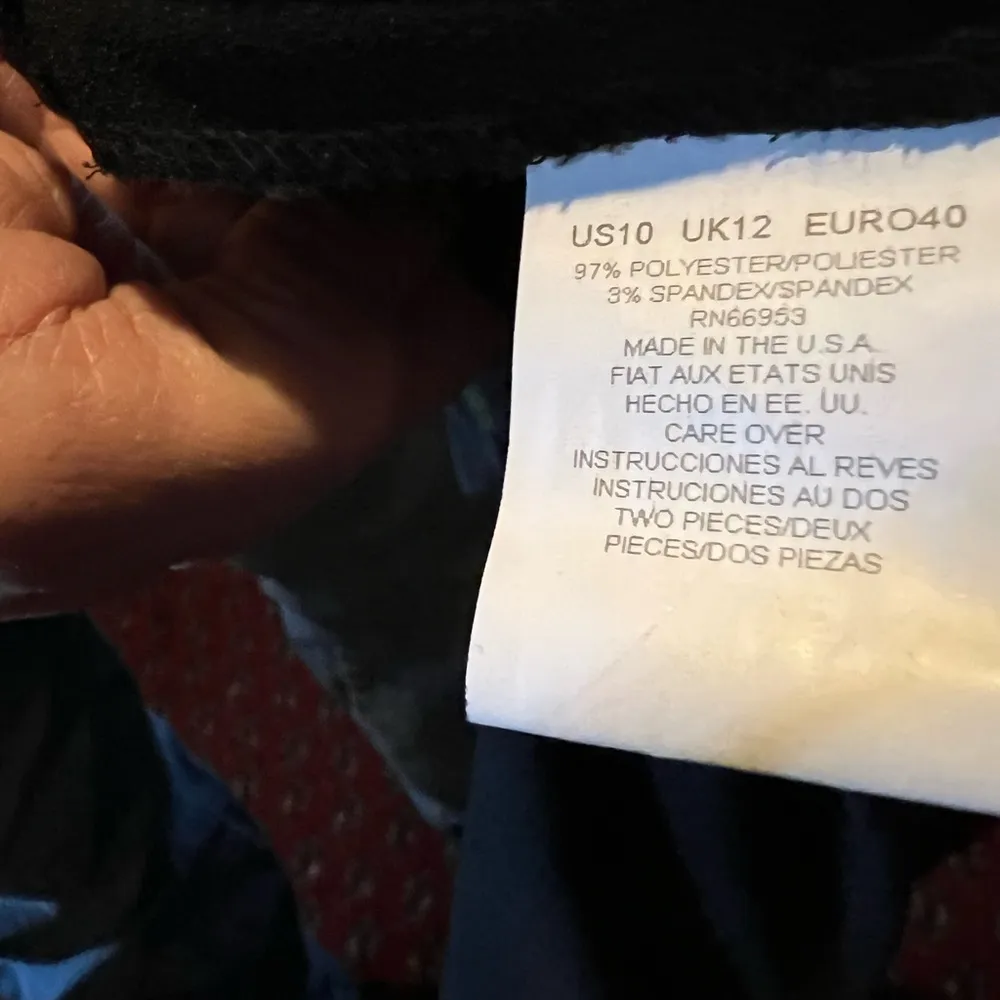 US10 UK12 EURO40
97% POLYESTER/POLIESTER
3% SPANDEX/SPANDEX
RN66953
MADE IN THE U.S.A.
FIAT AUX ETATS UNIS
HECHO EN EE. UU.
CARE OVER
INSTRUCCIONES AL REVES
INSTRUCIONES AU DOS
TWO PIECES/DEUX
PIECES/DOS PIEZAS